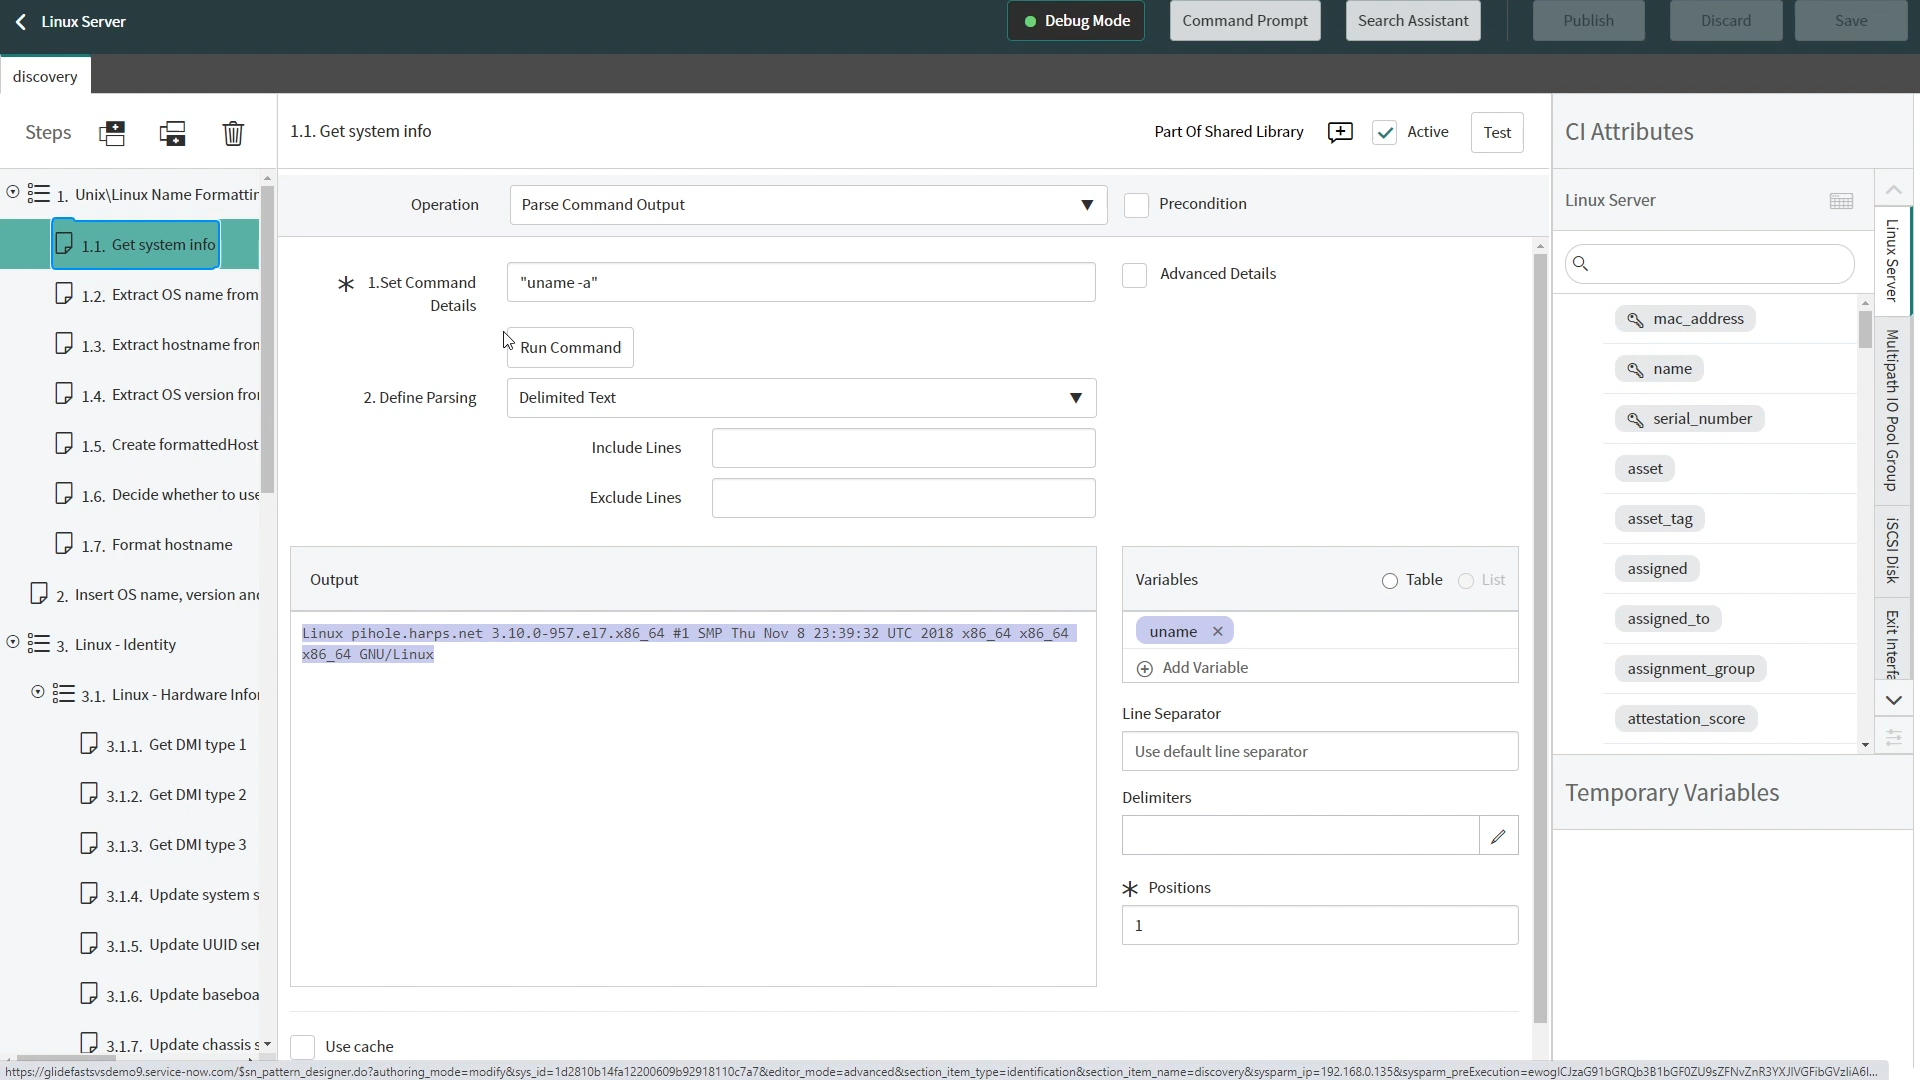 Linux Server
Debug Mode
Command Prompt
Search Assistant
Publish
Discard
Save
discovery
Steps
1.1. Get system info
Part Of Shared Library
Active
Test
CI Attributes
1. Unix\Linux Name Formattin
1.1. Get system info
1.2. Extract OS name from
1.3. Extract hostname from
1.4. Extract OS version from
1.5. Create formattedHost
1.6. Decide whether to use
1.7. Format hostname
2. Insert OS name, version and
3. Linux - Identity
3.1. Linux - Hardware Infor
3.1.1. Get DMI type 1
3.1.2. Get DMI type 2
3.1.3. Get DMI type 3
3.1.4. Update system s
3.1.5. Update UUID ser
3.1.6. Update baseboa
3.1.7. Update chassis s
Operation
Parse Command Output
Precondition
1.Set Command
Details
"uname -a"
Advanced Details
Run Command
2. Define Parsing
Delimited Text
Include Lines
Exclude Lines
Output
Linux pihole.harps.net 3.10.0-957.el7.x86_64 #1 SMP Thu Nov 8 23:39:32 UTC 2018 x86_64 x86_64
x86_64 GNU/Linux
Variables
Table
List
uname
Add Variable
Line Separator
Use default line separator
Delimiters
Positions
1
Use cache
Linux Server
mac_address
name
serial_number
asset
asset_tag
assigned
assigned_to
assignment_group
attestation_score
Linux Server
Multipath IO Pool Group
iSCSI Disk
Exit Interfa
Temporary Variables